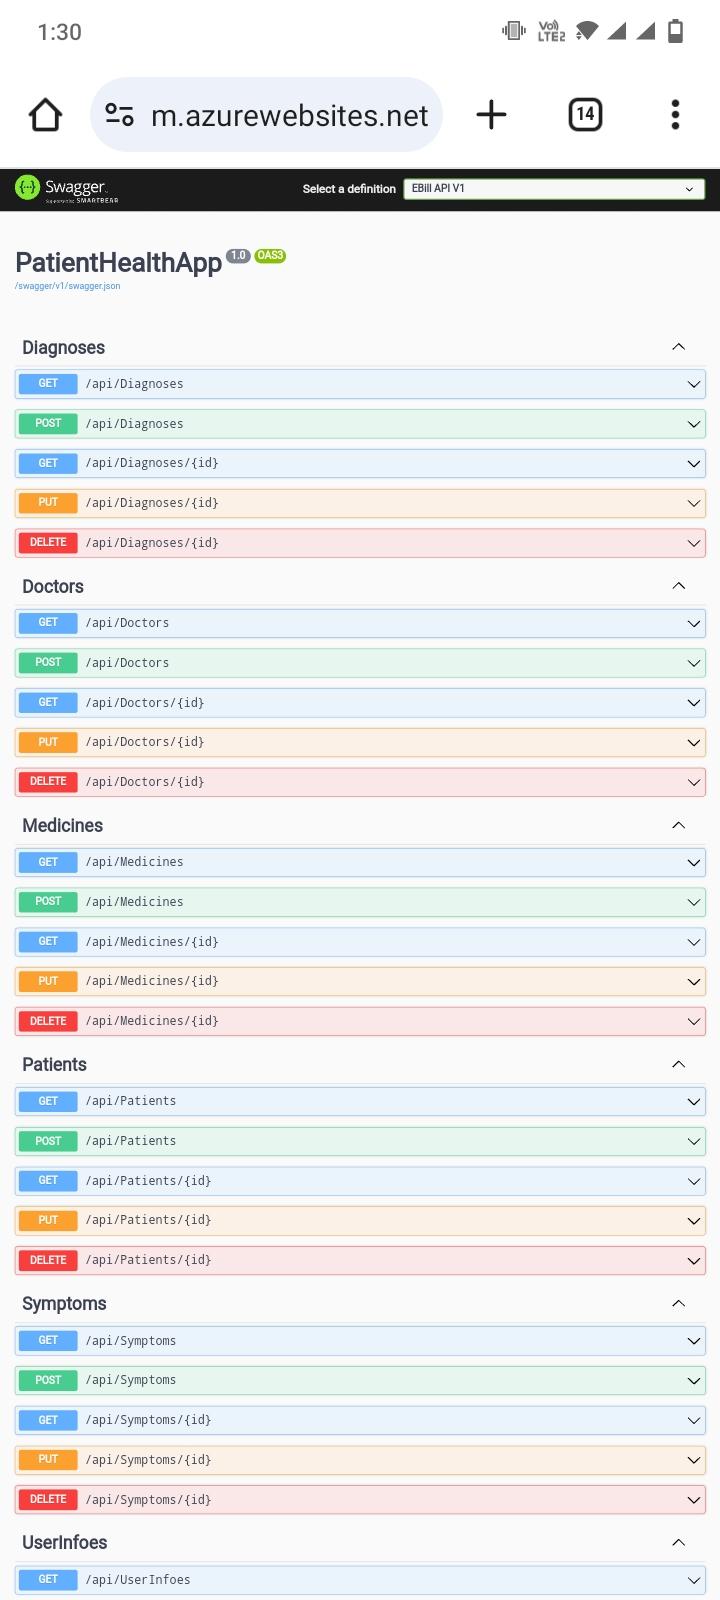 1:30
Vo) LTE2
m.azurewebsites.net
14
Swagger
Supported by SMARTBEAR
Select a definition
EBill API V1
PatientHealthApp 1.0 OAS3
/swagger/v1/swagger.json
Diagnoses
GET /api/Diagnoses
POST /api/Diagnoses
GET /api/Diagnoses/{id}
PUT /api/Diagnoses/{id}
DELETE /api/Diagnoses/{id}
Doctors
GET /api/Doctors
POST /api/Doctors
GET /api/Doctors/{id}
PUT /api/Doctors/{id}
DELETE /api/Doctors/{id}
Medicines
GET /api/Medicines
POST /api/Medicines
GET /api/Medicines/{id}
PUT /api/Medicines/{id}
DELETE /api/Medicines/{id}
Patients
GET /api/Patients
POST /api/Patients
GET /api/Patients/{id}
PUT /api/Patients/{id}
DELETE /api/Patients/{id}
Symptoms
GET /api/Symptoms
POST /api/Symptoms
GET /api/Symptoms/{id}
PUT /api/Symptoms/{id}
DELETE /api/Symptoms/{id}
UserInfoes
GET /api/UserInfoes